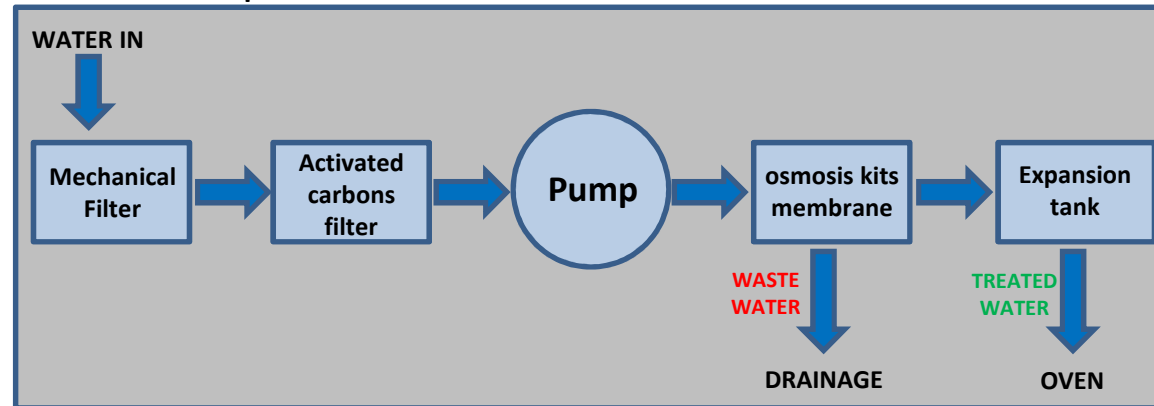 WATER IN
Mechanical
Filter
Activated
carbons
filter
Pump
osmosis kits
membrane
Expansion
tank
WASTE
WATER
TREATED
WATER
DRAINAGE
OVEN